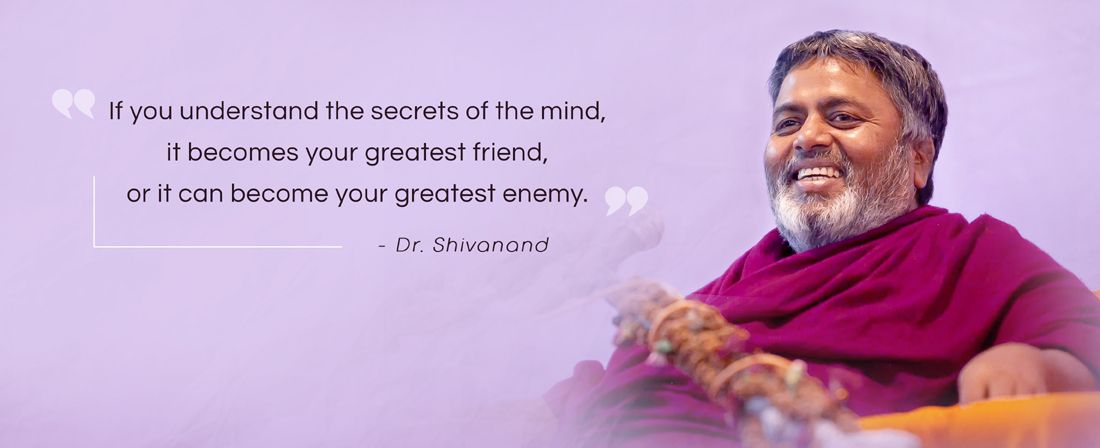 If you understand the secrets of the mind,
it becomes your greatest friend,
or it can become your greatest enemy.
- Dr. Shivanand